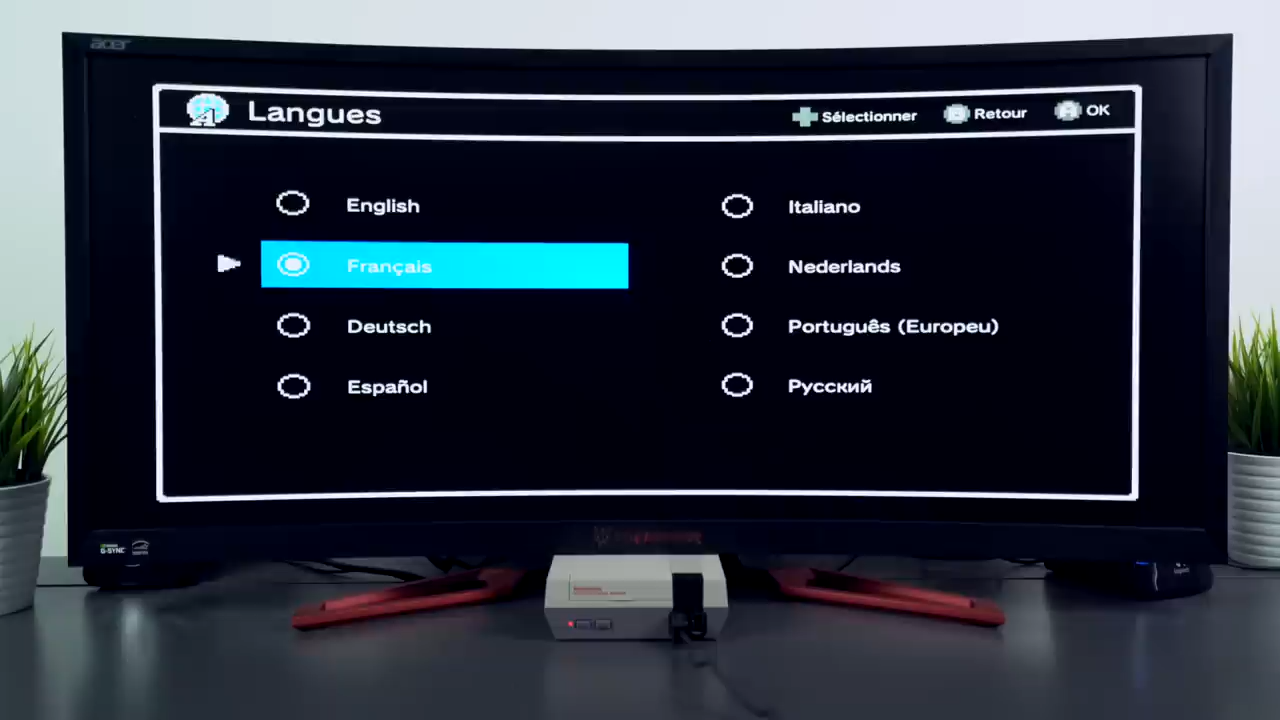 acer
Langues
Sélectionner
B Retour
A OK
English
Français
Deutsch
Español
Italiano
Nederlands
Português (Europeu)
Русский
G-SYNC